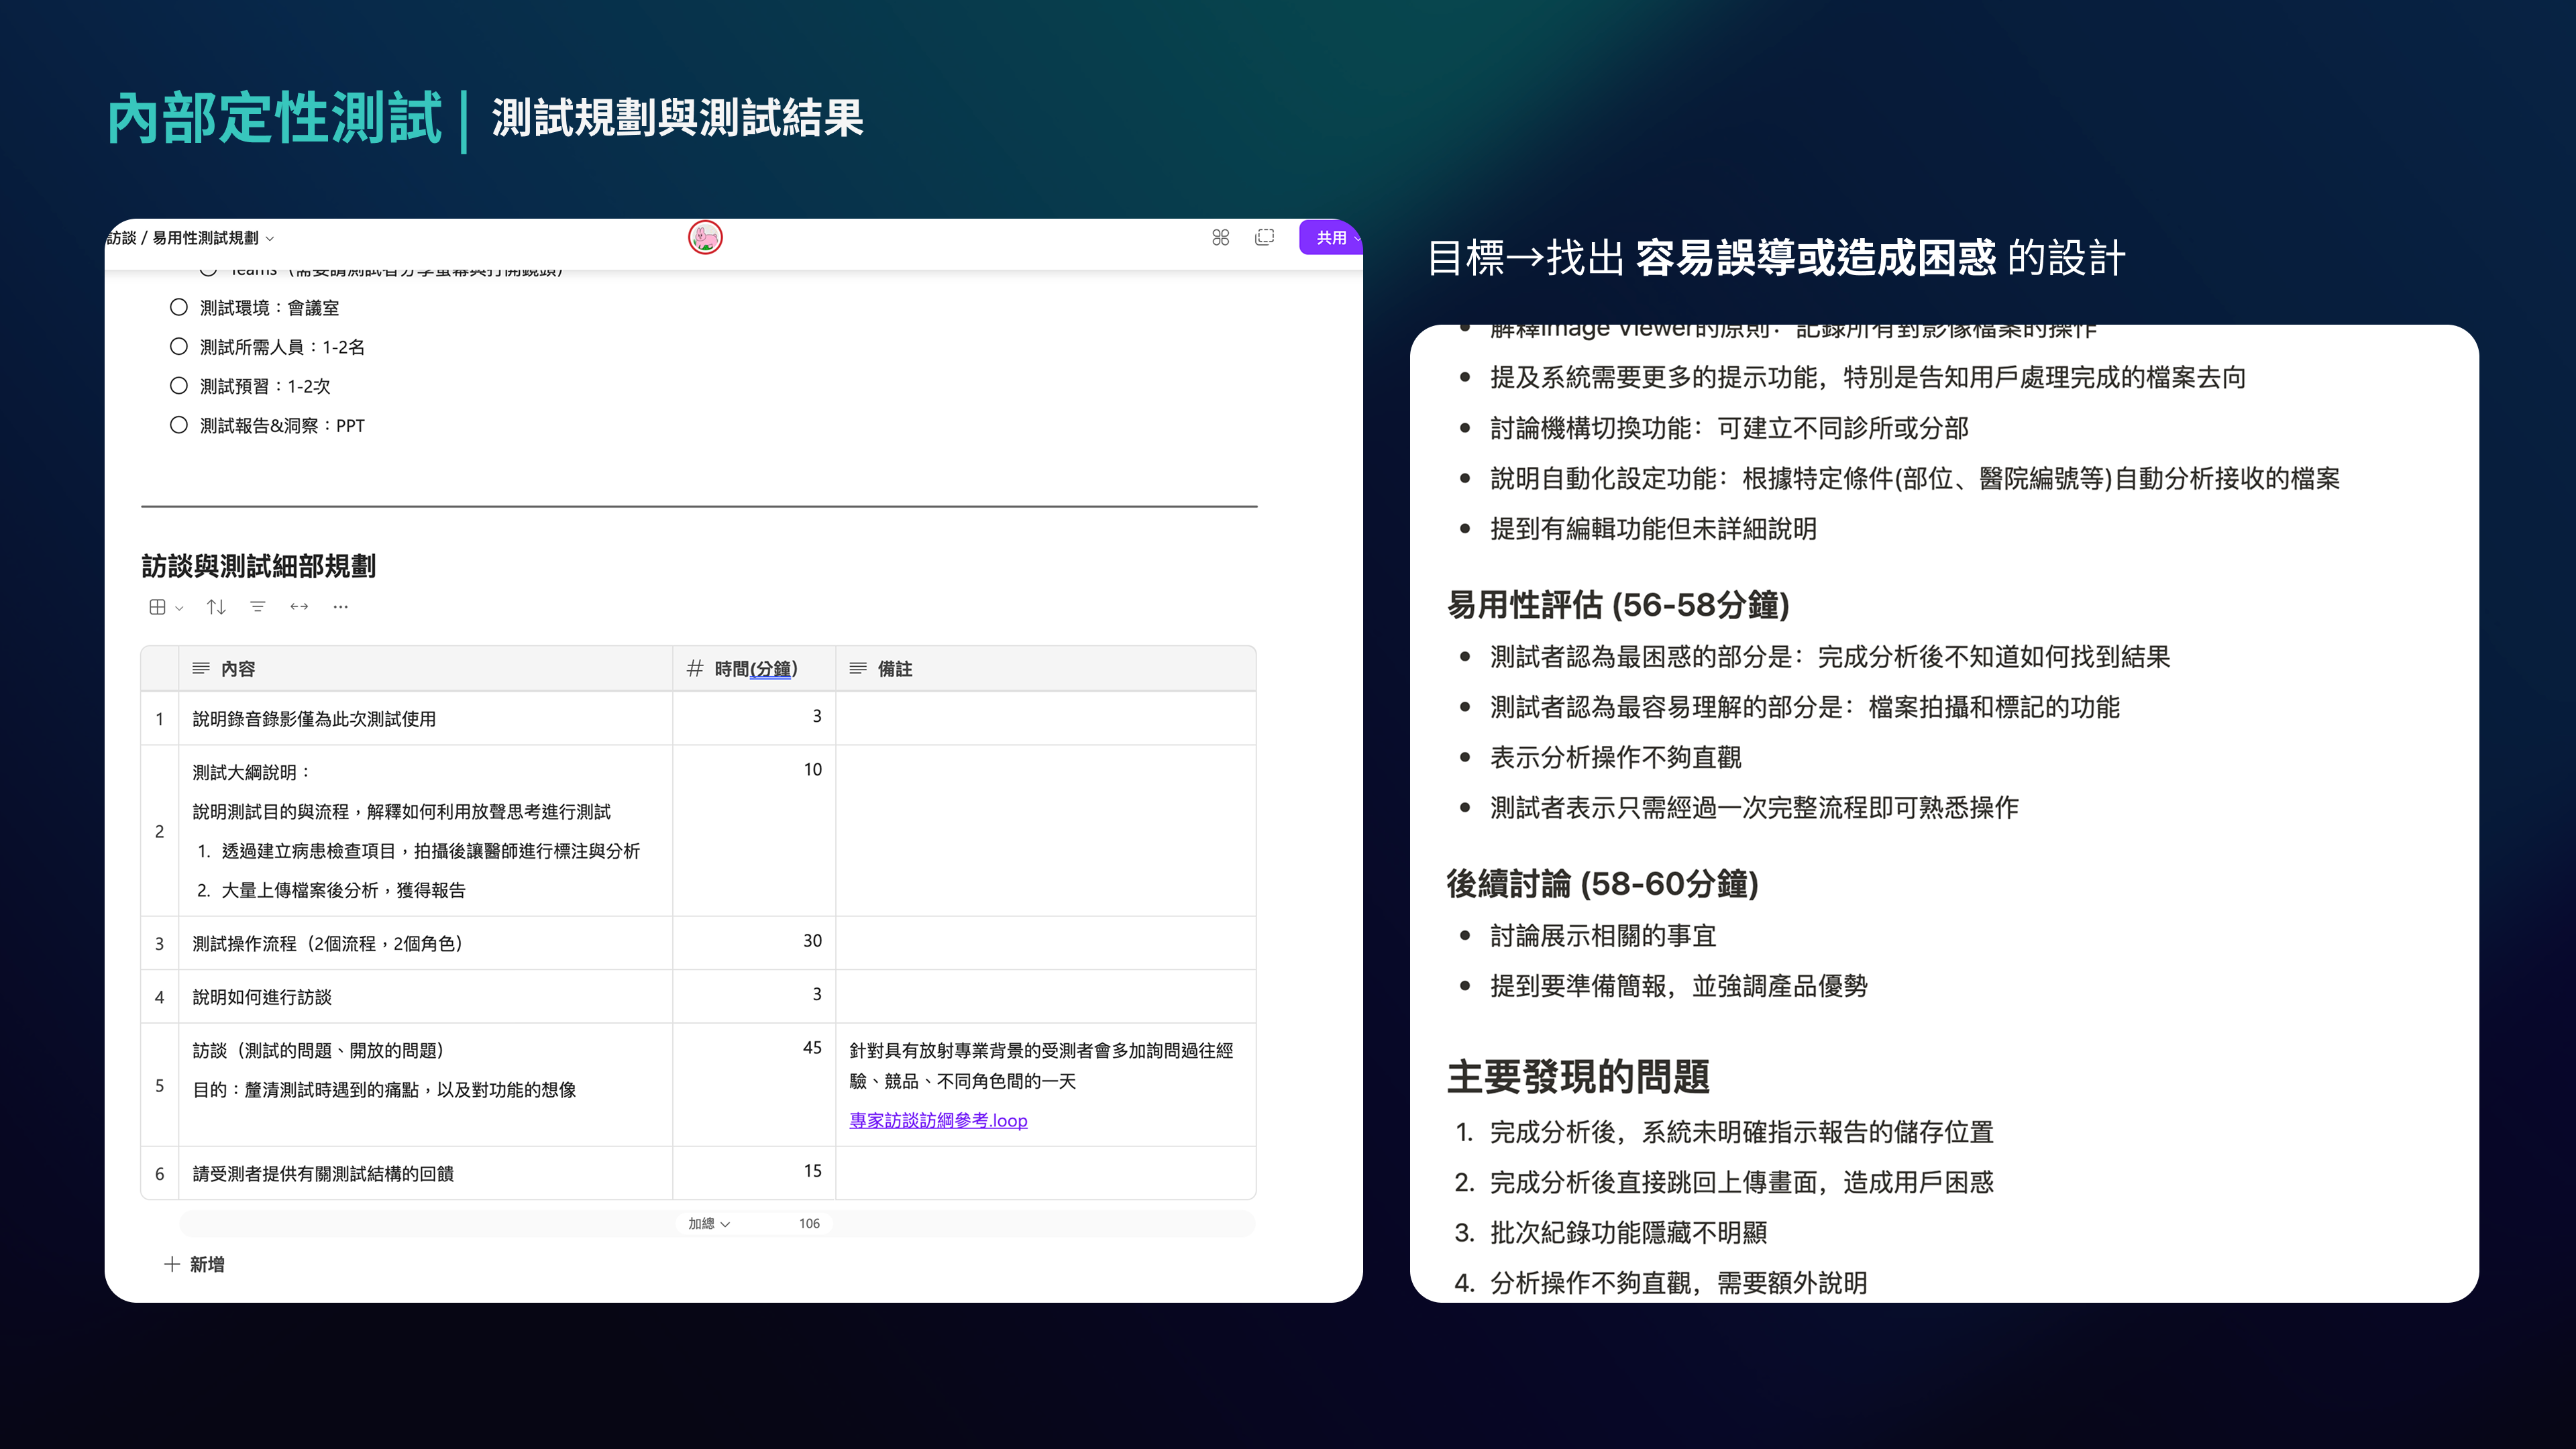 內部定性測試 | 測試規劃與測試結果
訪談 / 易用性測試規劃
共用
Teams（需要請測試者分享螢幕與打開鏡頭）
測試環境：會議室
測試所需人員：1-2名
測試預習：1-2次
測試報告&洞察：PPT
訪談與測試細部規劃
內容
時間(分鐘)
備註
1
說明錄音錄影僅為此次測試使用
3
2
測試大綱說明：
說明測試目的與流程，解釋如何利用放聲思考進行測試
1. 透過建立病患檢查項目，拍攝後讓醫師進行標注與分析
2. 大量上傳檔案後分析，獲得報告
10
3
測試操作流程（2個流程，2個角色）
30
4
說明如何進行訪談
3
5
訪談（測試的問題、開放的問題）
目的：釐清測試時遇到的痛點，以及對功能的想像
45
針對具有放射專業背景的受測者會多加詢問過往經
驗、競品、不同角色間的一天
專家訪談訪綱參考.loop
6
請受測者提供有關測試結構的回饋
15
加總
106
新增
目標→找出 容易誤導或造成困惑 的設計
• 解釋Image Viewer的原則：記錄所有對影像檔案的操作
• 提及系統需要更多的提示功能，特別是告知用戶處理完成的檔案去向
• 討論機構切換功能：可建立不同診所或分部
• 說明自動化設定功能：根據特定條件(部位、醫院編號等)自動分析接收的檔案
• 提到有編輯功能但未詳細說明
易用性評估 (56-58分鐘)
• 測試者認為最困惑的部分是：完成分析後不知道如何找到結果
• 測試者認為最容易理解的部分是：檔案拍攝和標記的功能
• 表示分析操作不夠直觀
• 測試者表示只需經過一次完整流程即可熟悉操作
後續討論 (58-60分鐘)
• 討論展示相關的事宜
• 提到要準備簡報，並強調產品優勢
主要發現的問題
1. 完成分析後，系統未明確指示報告的儲存位置
2. 完成分析後直接跳回上傳畫面，造成用戶困惑
3. 批次紀錄功能隱藏不明顯
4. 分析操作不夠直觀，需要額外說明